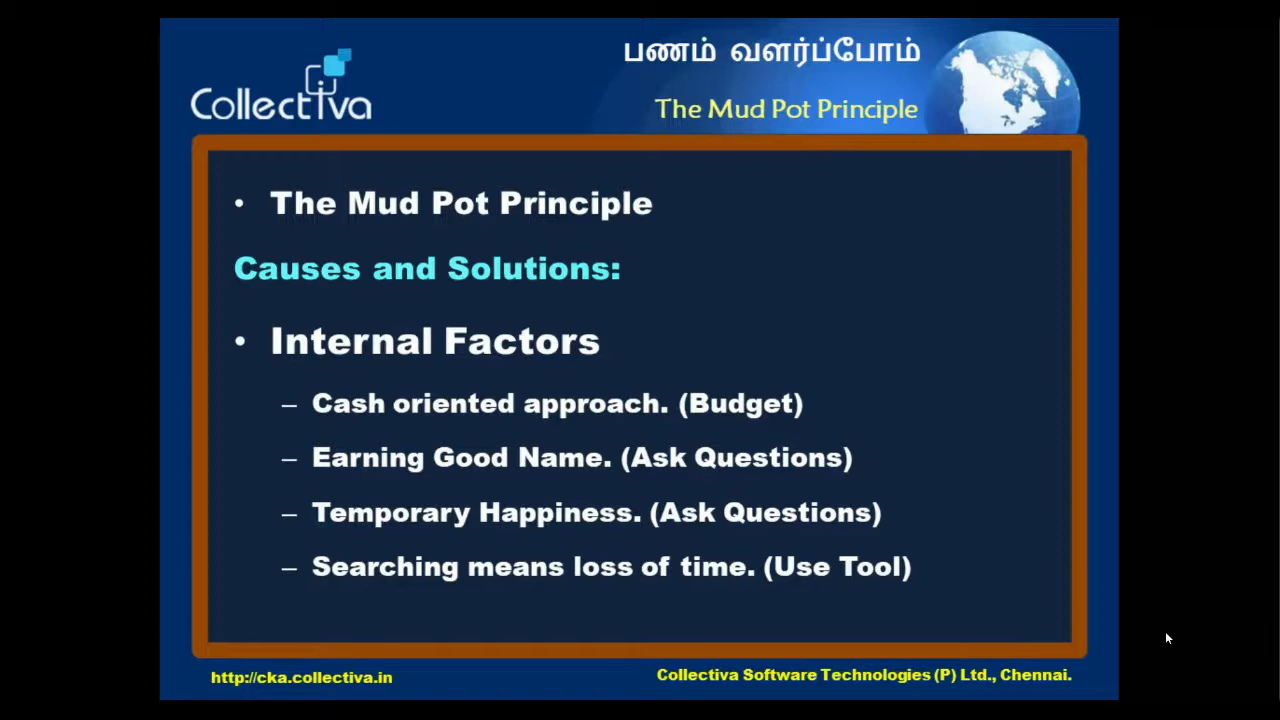 Collectiva
பணம் வளர்ப்போம்
The Mud Pot Principle
• The Mud Pot Principle
Causes and Solutions:
• Internal Factors
– Cash oriented approach. (Budget)
– Earning Good Name. (Ask Questions)
– Temporary Happiness. (Ask Questions)
– Searching means loss of time. (Use Tool)
http://cka.collectiva.in
Collectiva Software Technologies (P) Ltd., Chennai.